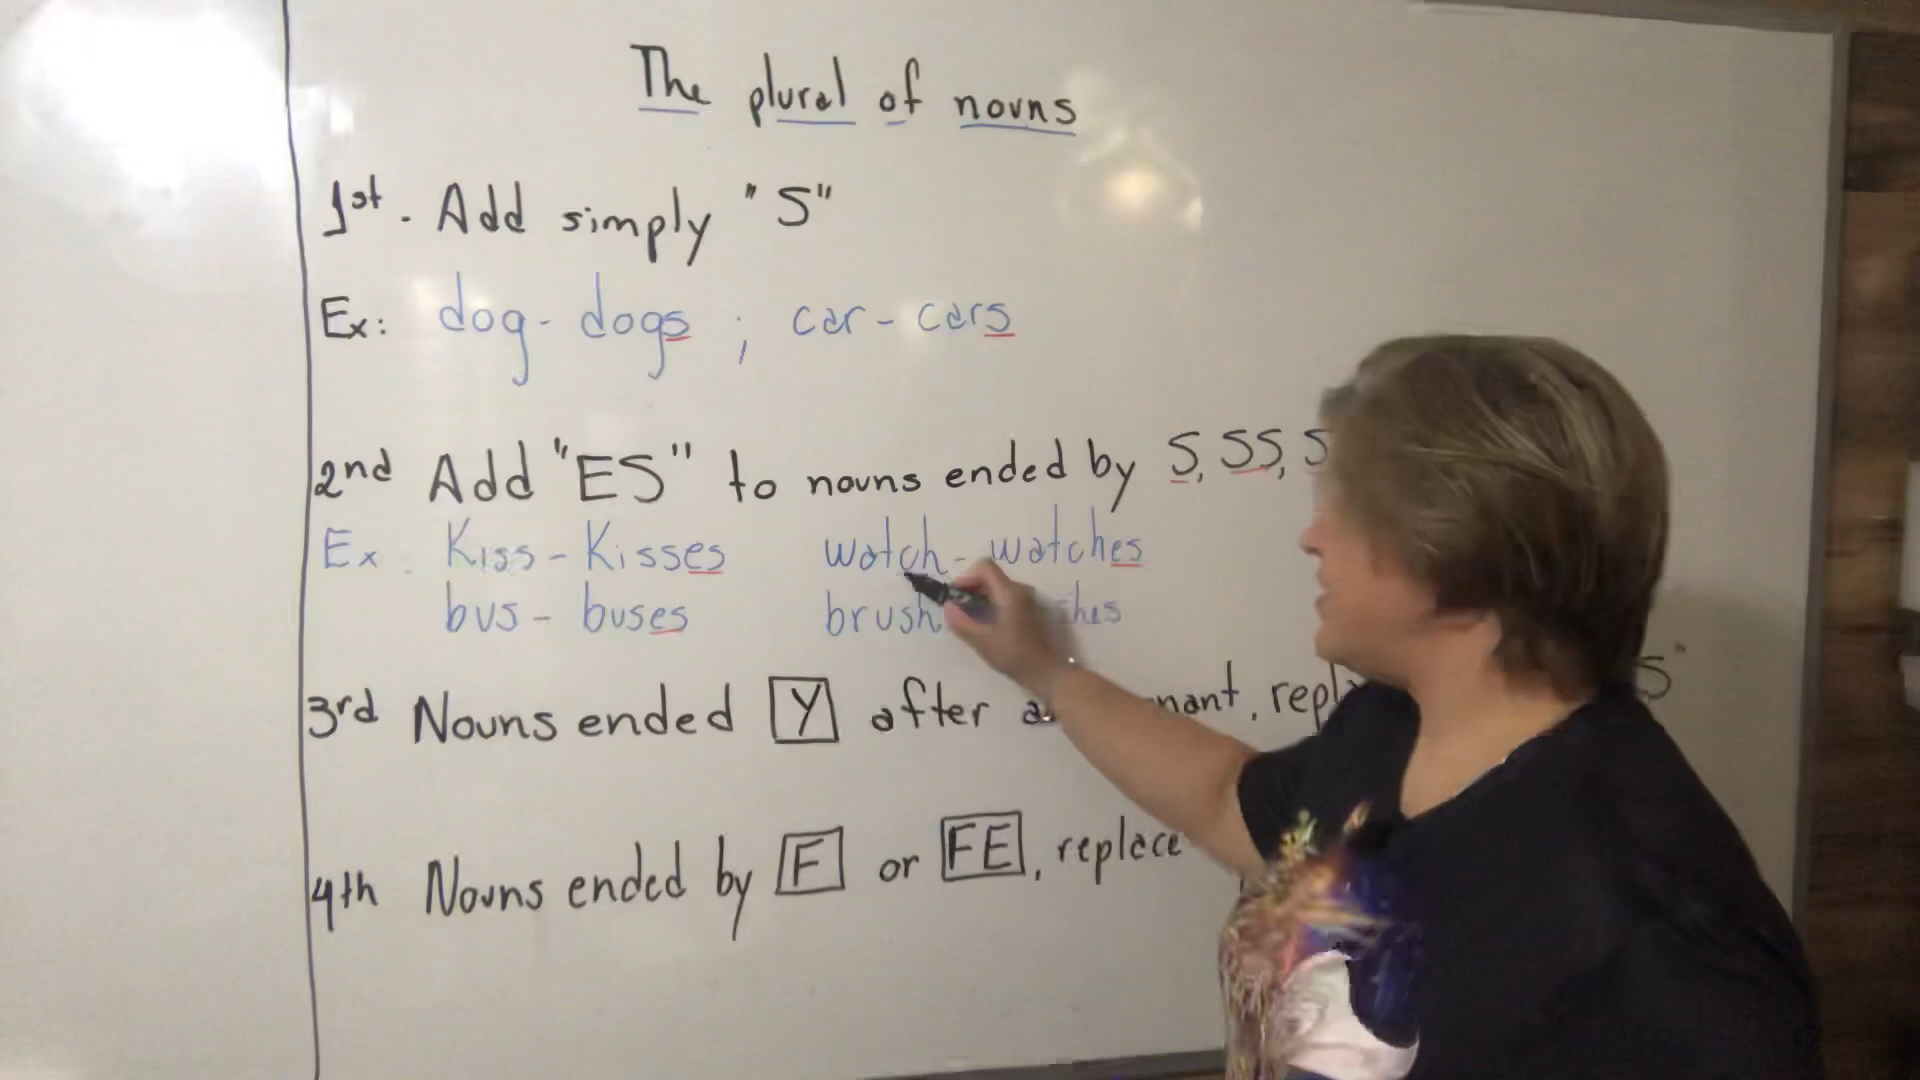 The plural of nouns
1st. Add simply "S"
Ex: dog - dogs ; car - cars
2nd Add "ES" to nouns ended by S, SS, S
Ex. Kiss - Kisses watch - watches
bus - buses brush
3rd Nouns ended Y after
4th Nouns ended by F or FE, replace